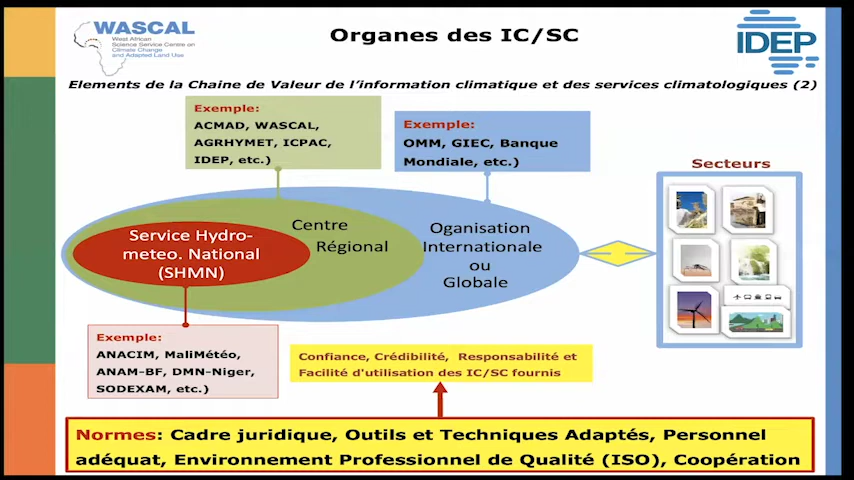 WASCAL
West African
Science Service Centre on
Climate Change
and Adapted Land Use
Organes des IC/SC
IDEP
Elements de la Chaine de Valeur de l’information climatique et des services climatologiques (2)
Exemple:
ACMAD, WASCAL,
AGRHYMET, ICPAC,
IDEP, etc.)
Exemple:
OMM, GIEC, Banque
Mondiale, etc.)
Secteurs
Service Hydro-
meteo. National
(SHMN)
Centre
Régional
Oganisation
Internationale
ou
Globale
Exemple:
ANACIM, MaliMétéo,
ANAM-BF, DMN-Niger,
SODEXAM, etc.)
Confiance, Crédibilité, Responsabilité et
Facilité d'utilisation des IC/SC fournis
Normes: Cadre juridique, Outils et Techniques Adaptés, Personnel
adéquat, Environnement Professionnel de Qualité (ISO), Coopération